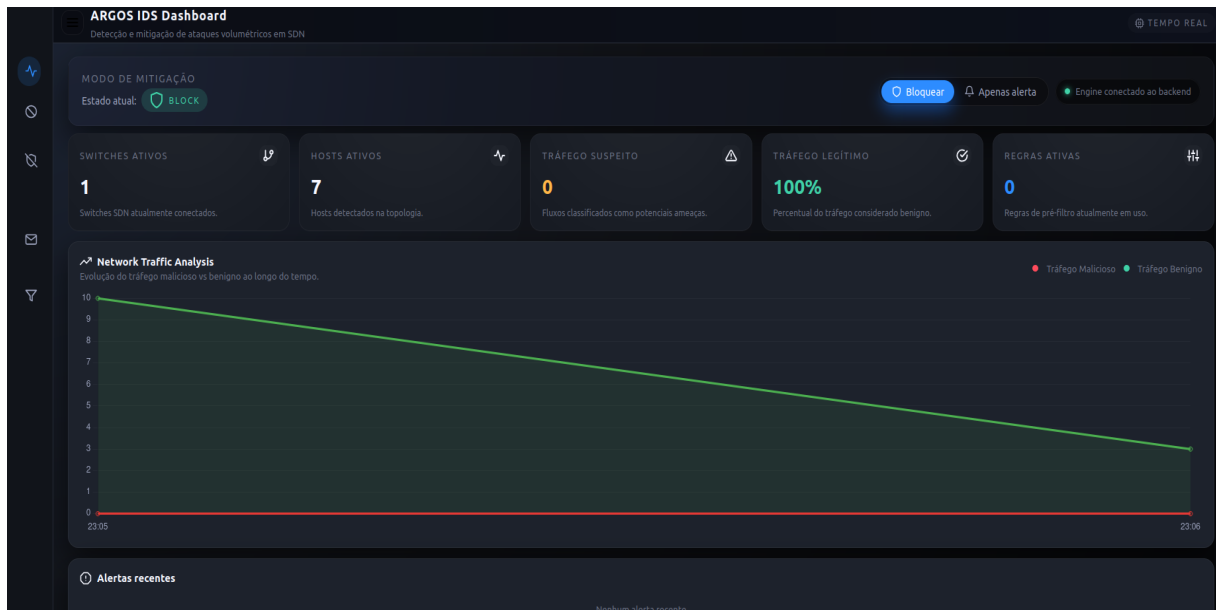 ARGOS IDS Dashboard
Detecção e mitigação de ataques volumétricos em SDN
TEMPO REAL
MODO DE MITIGAÇÃO
Estado atual: BLOCK
Bloquear
Apenas alerta
Engine conectado ao backend
SWITCHES ATIVOS
1
Switches SDN atualmente conectados.
HOSTS ATIVOS
7
Hosts detectados na topologia.
TRÁFEGO SUSPEITO
0
Fluxos classificados como potenciais ameaças.
TRÁFEGO LEGÍTIMO
100%
Percentual do tráfego considerado benigno.
REGRAS ATIVAS
0
Regras de pré-filtro atualmente em uso.
Network Traffic Analysis
Evolução do tráfego malicioso vs benigno ao longo do tempo.
Tráfego Malicioso
Tráfego Benigno
10
9
8
7
6
5
4
3
2
1
0
23:05
23:06
Alertas recentes
Nenhum alerta recente